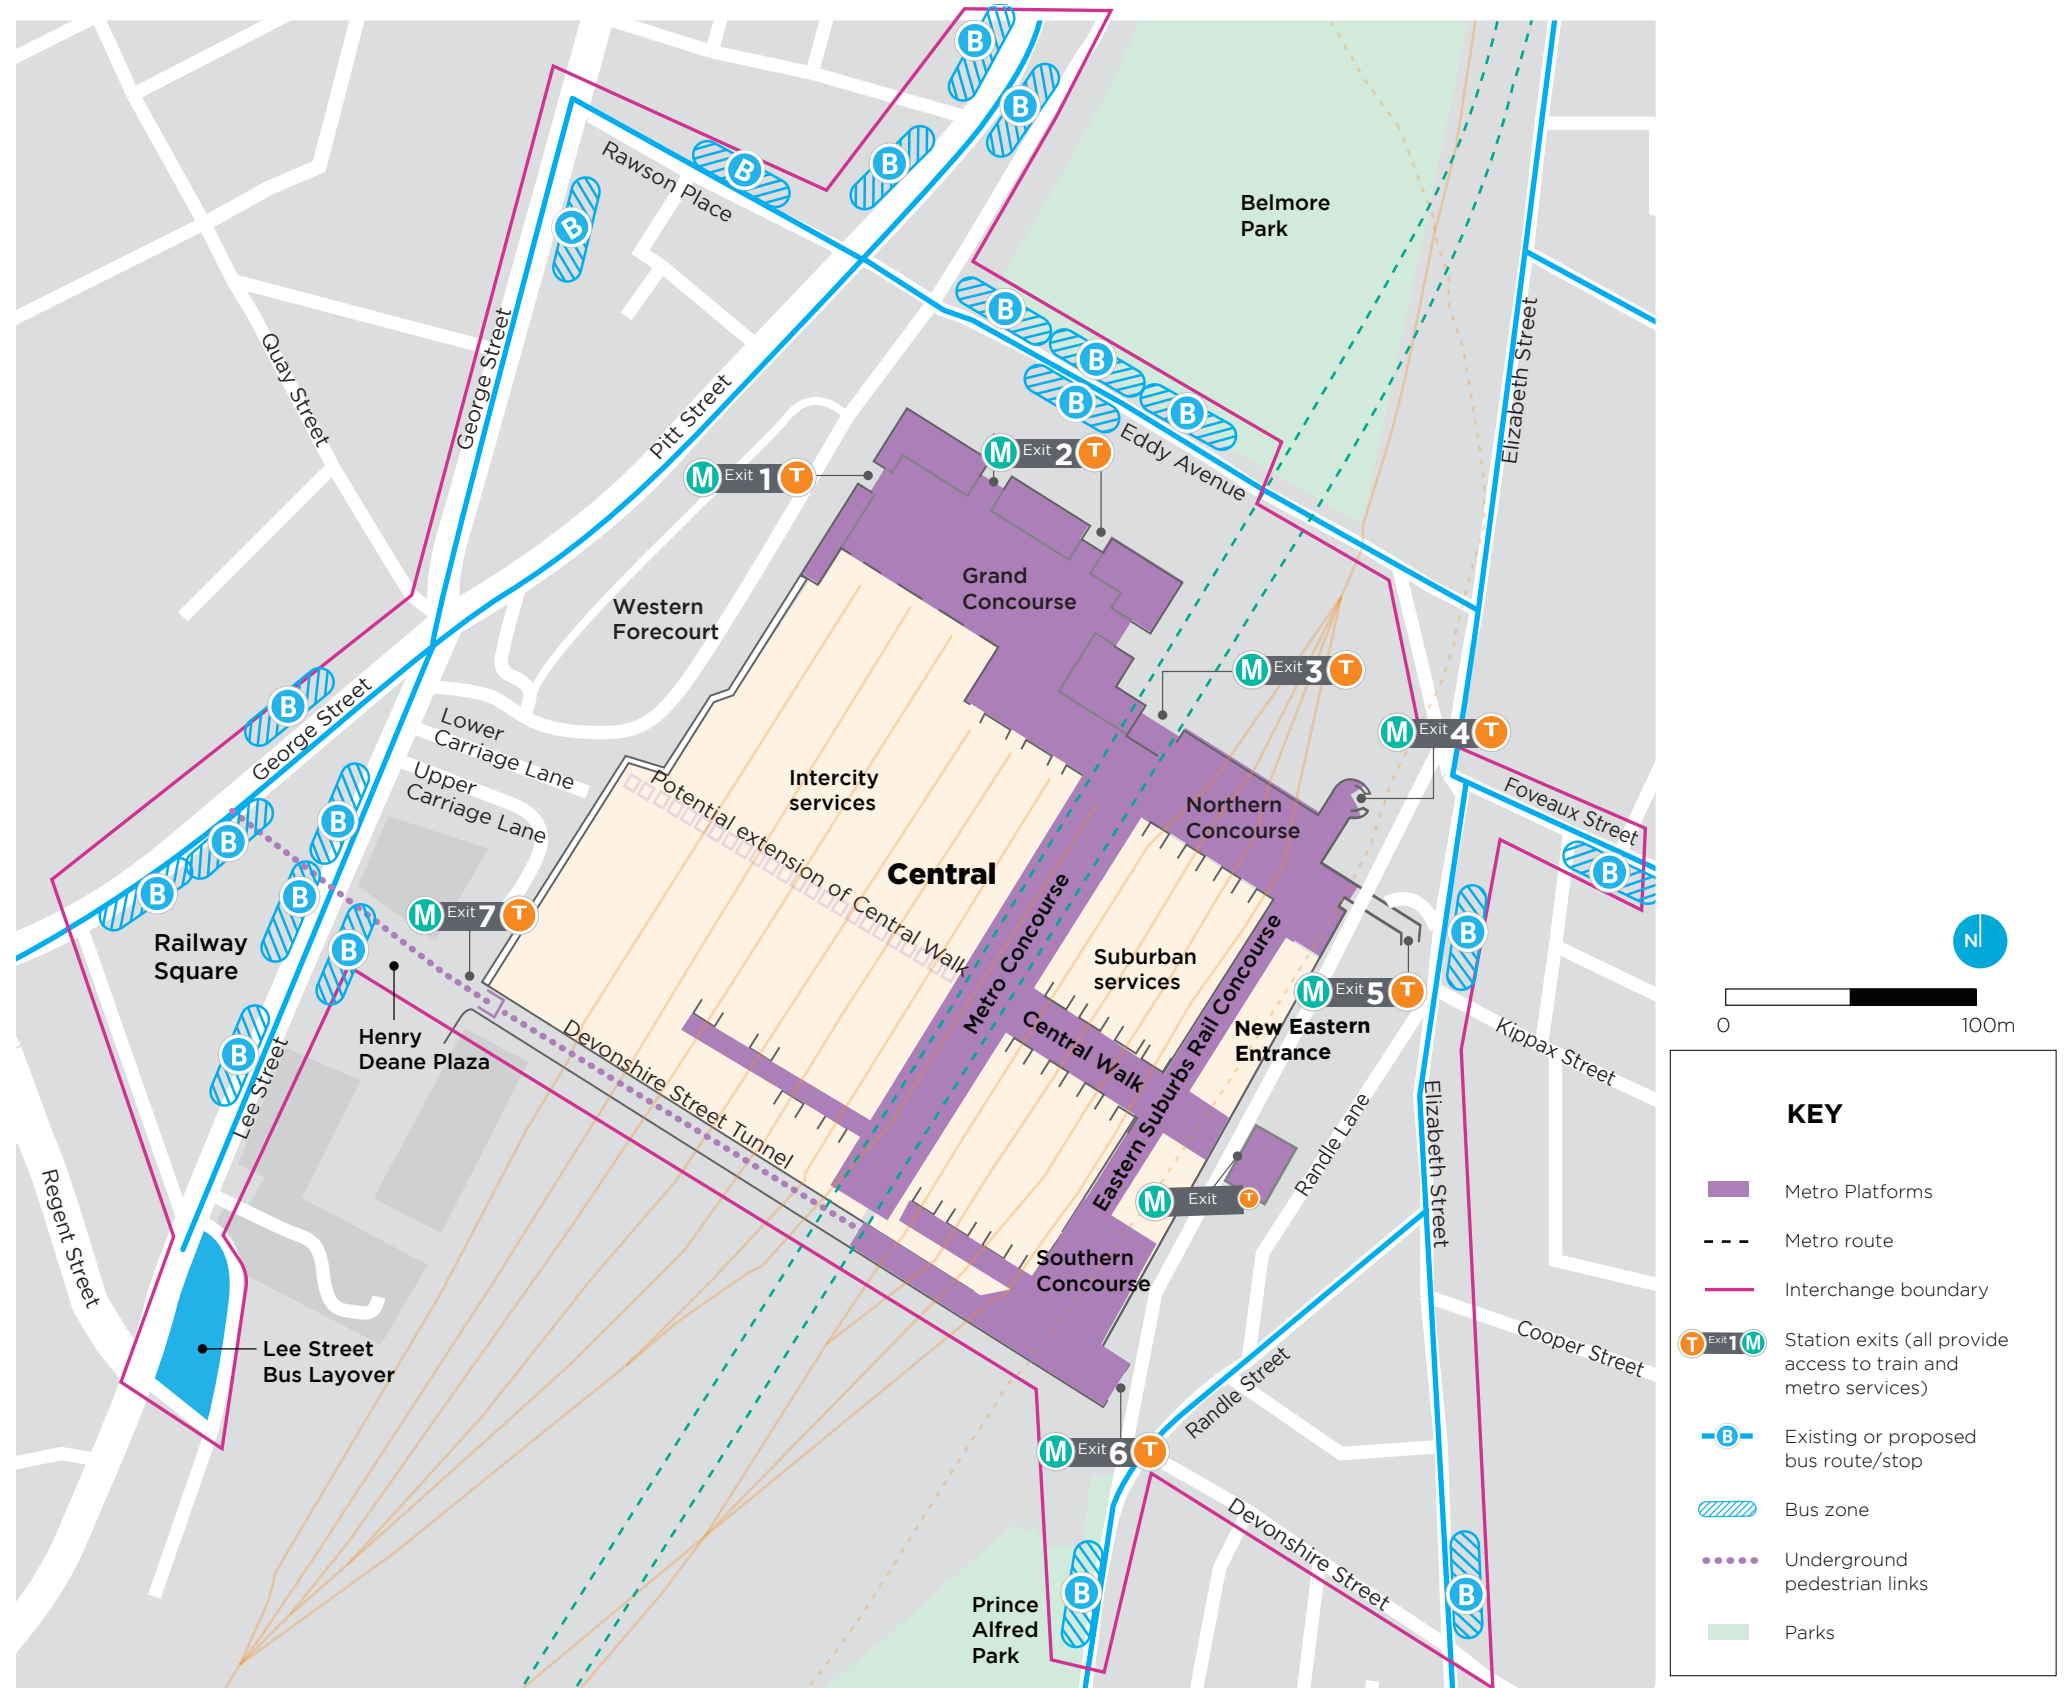 B
B
B
B
B
Rawson Place
Belmore
Park
B
B
B
B
B
Quay Street
George Street
Pitt Street
Elizabeth Street
Eddy Avenue
M Exit 1 T
M Exit 2 T
Grand
Concourse
Western
Forecourt
M Exit 3 T
M Exit 4 T
B
George Street
Lower
Carriage Lane
Upper
Carriage Lane
Intercity
services
Potential extension of Central Walk
Northern
Concourse
Foveaux Street
B
B
B
B
B
Central
Metro Concourse
M Exit 7 T
B
B
Railway
Square
Suburban
services
Eastern Suburbs Rail Concourse
M Exit 5 T
New Eastern
Entrance
Central Walk
Kippax Street
N
0 100m
Henry
Deane Plaza
Devonshire Street Tunnel
B
Lee Street
Randle Lane
Elizabeth Street
M Exit T
Regent Street
Southern
Concourse
Lee Street
Bus Layover
Cooper Street
Randle Street
M Exit 6 T
Devonshire Street
B
B
Prince
Alfred
Park
KEY
Metro Platforms
Metro route
Interchange boundary
T Exit 1 M
Station exits (all provide
access to train and
metro services)
B
Existing or proposed
bus route/stop
Bus zone
Underground
pedestrian links
Parks